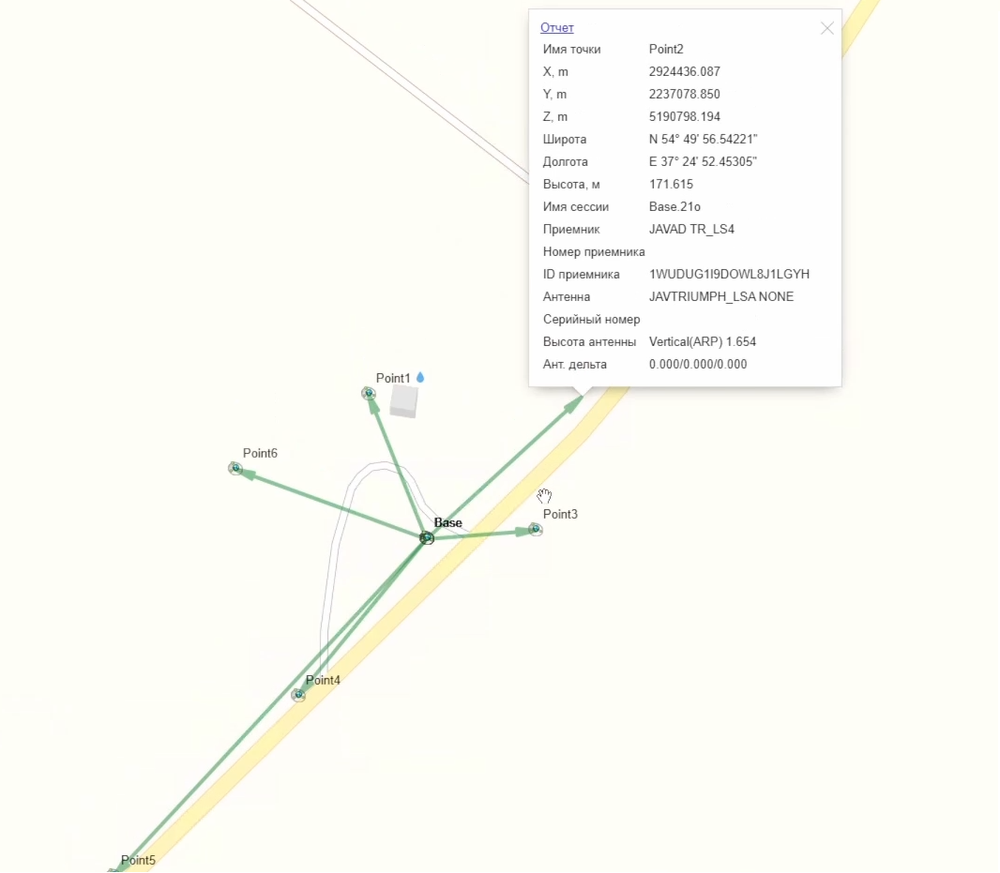 Отчет
Имя точки Point2
X, m 2924436.087
Y, m 2237078.850
Z, m 5190798.194
Широта N 54° 49' 56.54221"
Долгота E 37° 24' 52.45305"
Высота, м 171.615
Имя сессии Base.21o
Приемник JAVAD TR_LS4
Номер приемника
ID приемника 1WUDUG1I9DOWL8J1LGYH
Антенна JAVTRIUMPH_LSA NONE
Серийный номер
Высота антенны Vertical(ARP) 1.654
Ант. дельта 0.000/0.000/0.000
Point1
Point6
Point3
Base
Point4
Point5